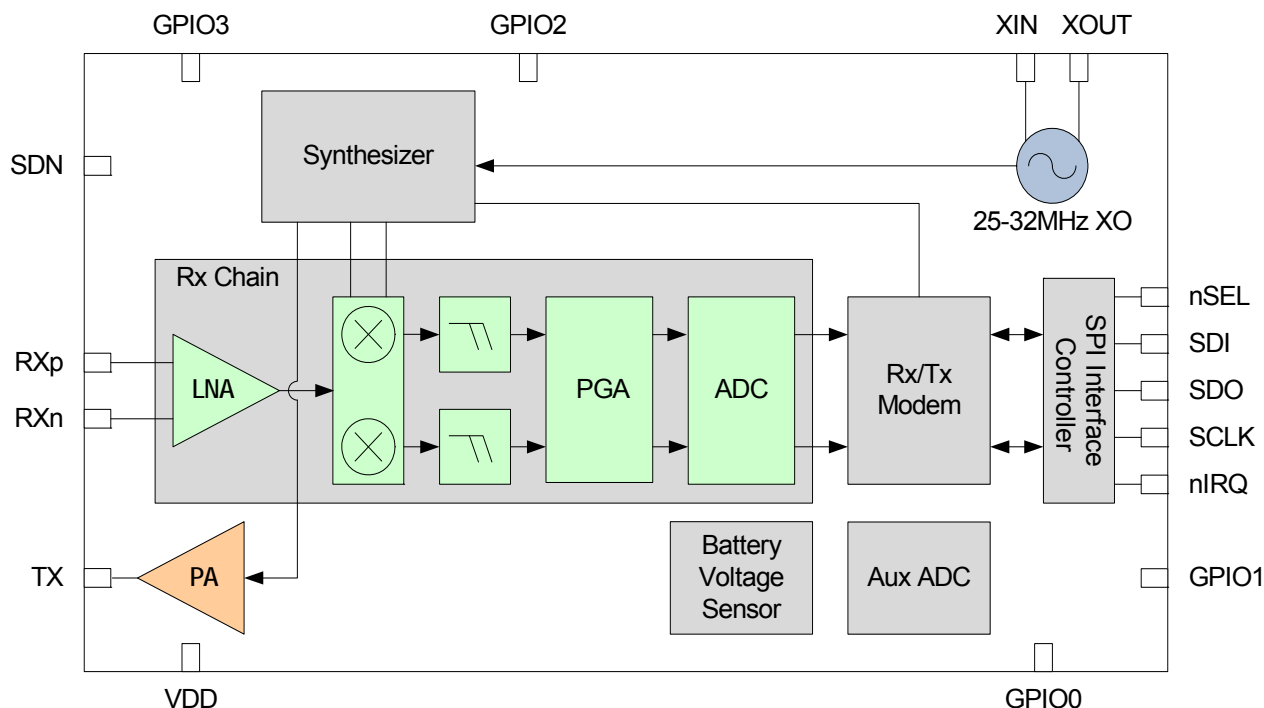 GPIO3
GPIO2
XIN
XOUT
SDN
Synthesizer
25-32MHz XO
Rx Chain
RXp
RXn
LNA
PGA
ADC
Rx/Tx
Modem
SPI Interface
Controller
nSEL
SDI
SDO
SCLK
nIRQ
TX
PA
Battery
Voltage
Sensor
Aux ADC
GPIO1
VDD
GPIO0